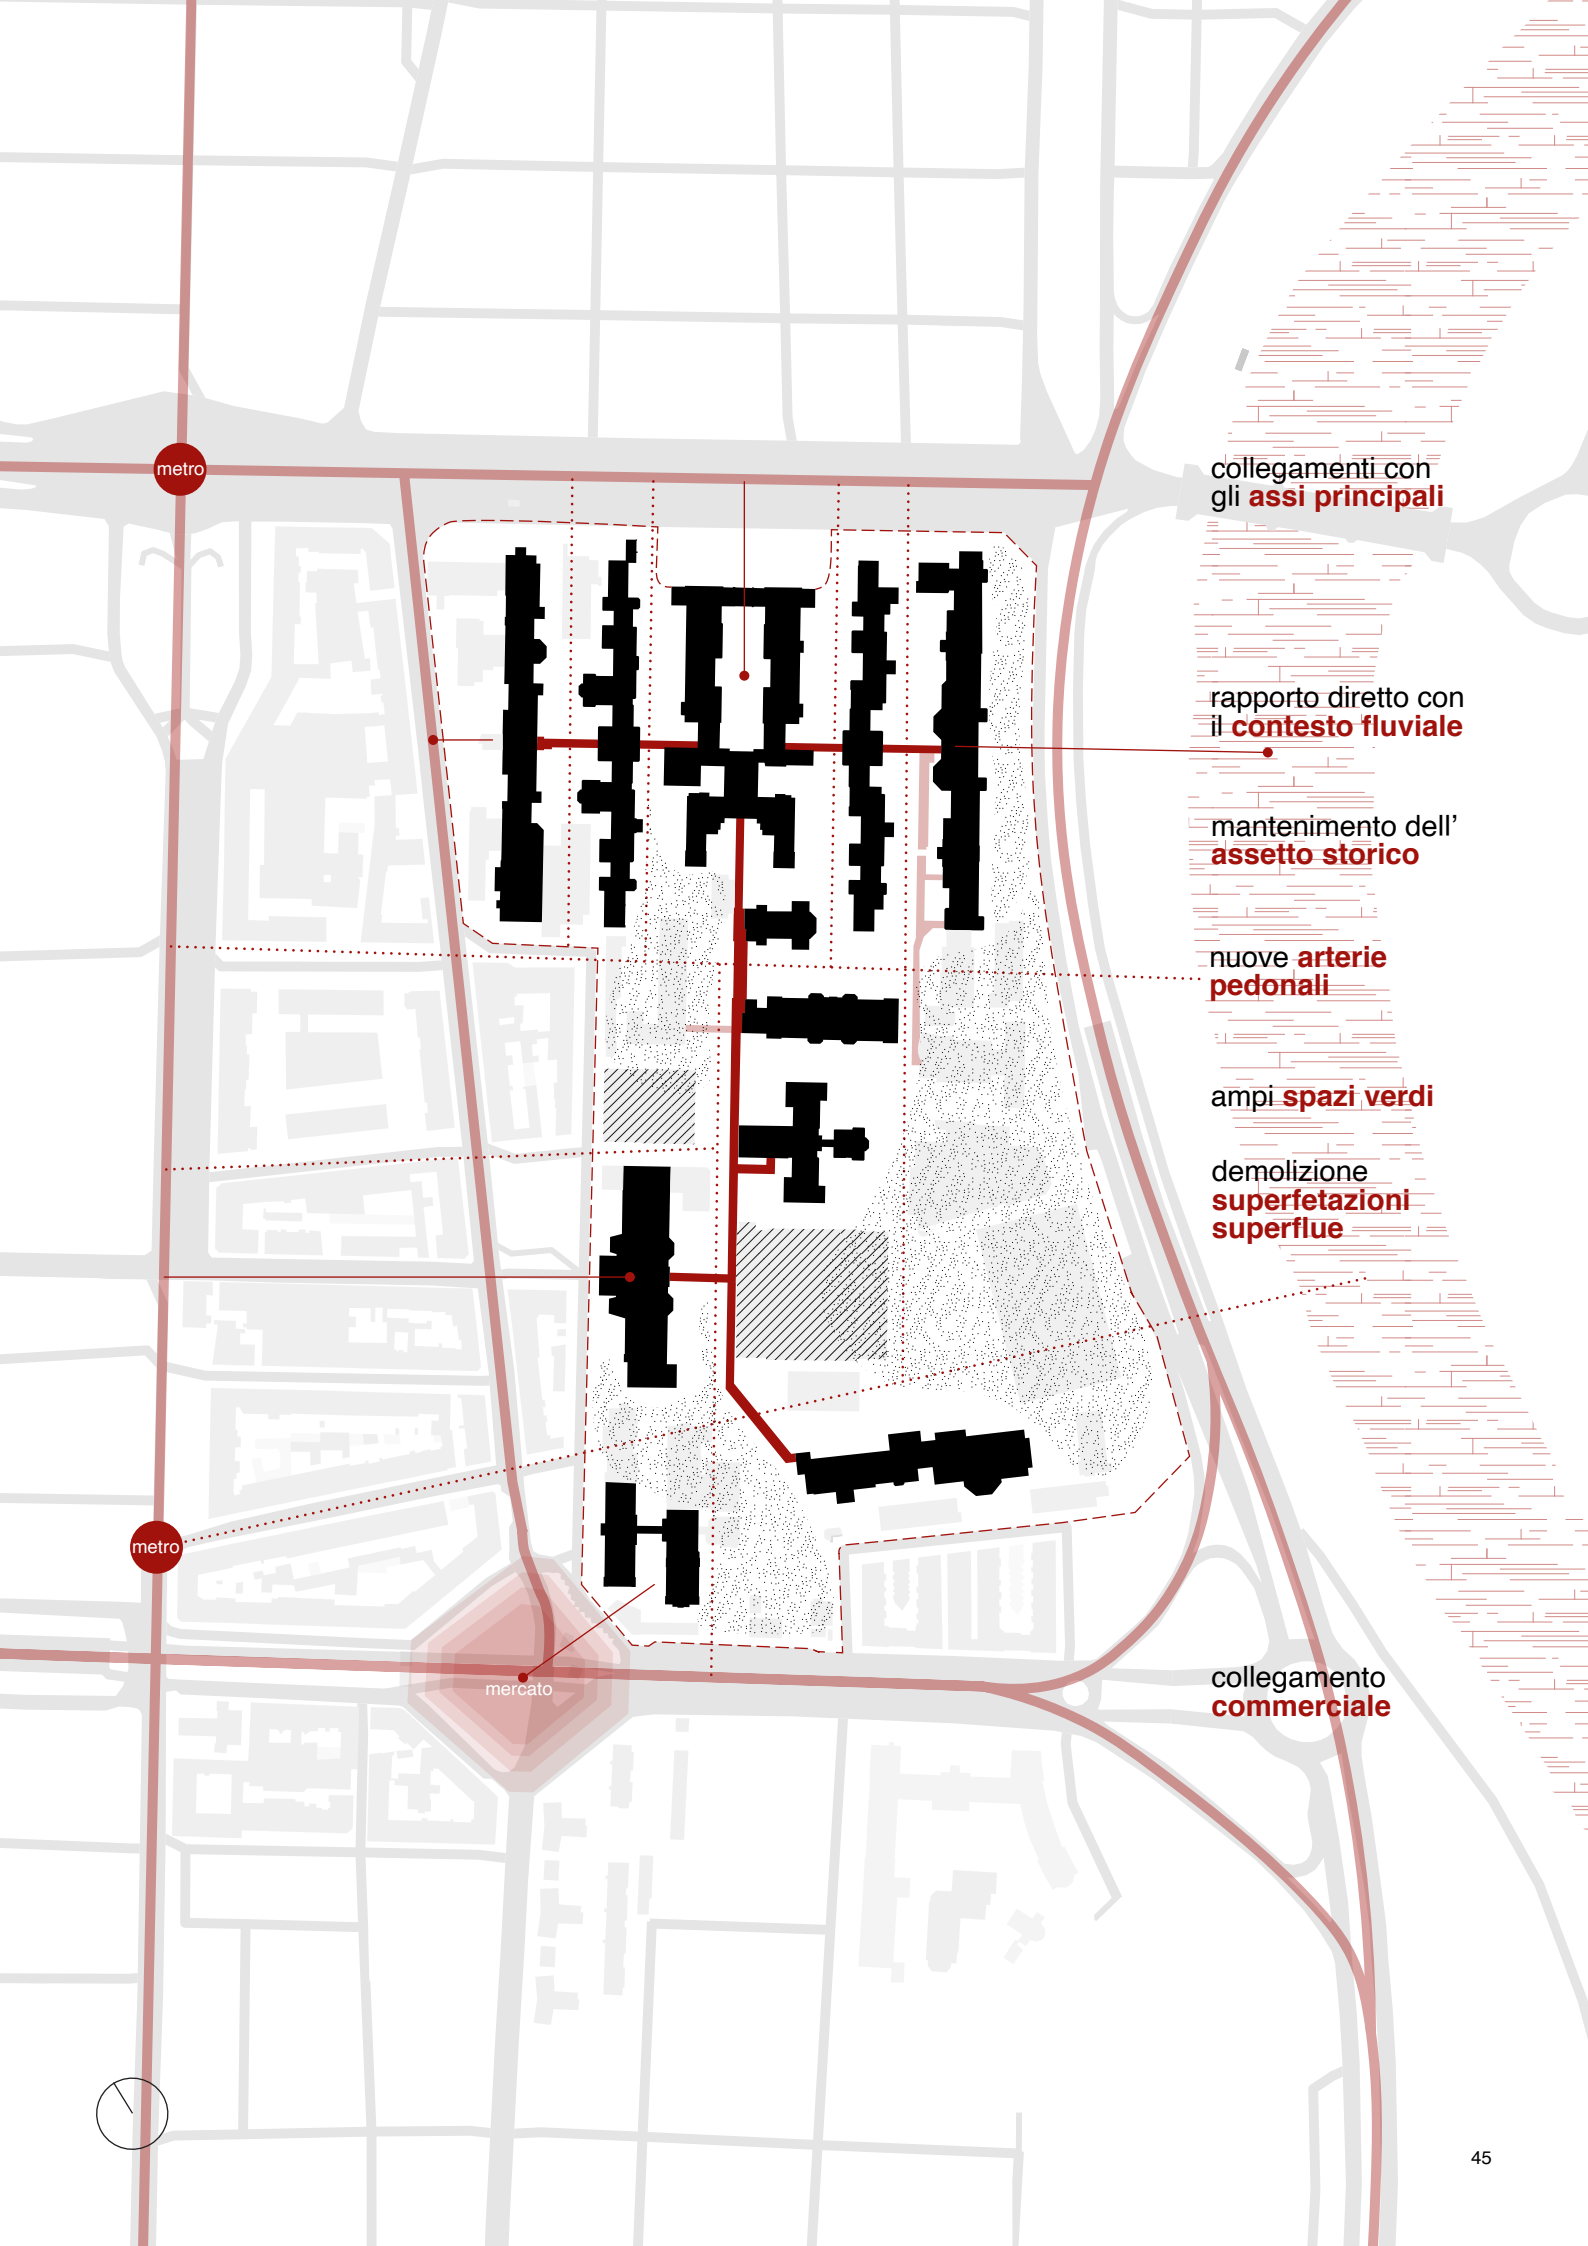 metro
collegamenti con
gli assi principali
rapporto diretto con
il contesto fluviale
mantenimento dell’
assetto storico
nuove arterie
pedonali
ampi spazi verdi
demolizione
superfetazioni
superflue
metro
mercato
collegamento
commerciale
45